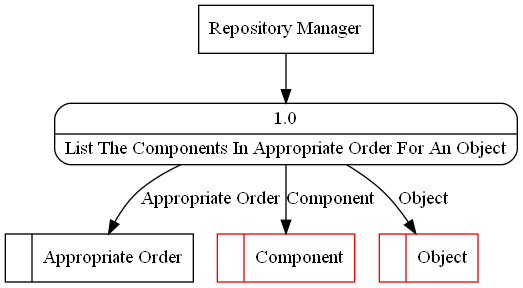 Repository Manager
1.0
List The Components In Appropriate Order For An Object
Appropriate Order
Component
Object
Appropriate Order
Component
Object